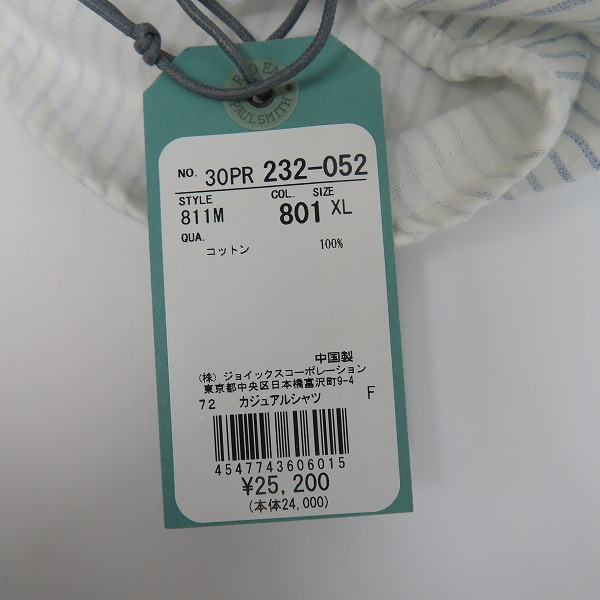 RED EAR
PAUL SMITH
NO. 30PR 232-052
STYLE COL. SIZE
811M 801 XL
QUA.
コットン 100%
中国製
(株) ジョイックスコーポレーション
東京都中央区日本橋富沢町9-4
72 カジュアルシャツ F
4547743606015
¥25,200
(本体24,000)